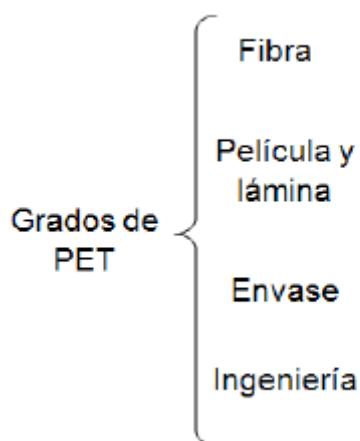 Grados de
PET
Fibra
Película y
lámina
Envase
Ingeniería